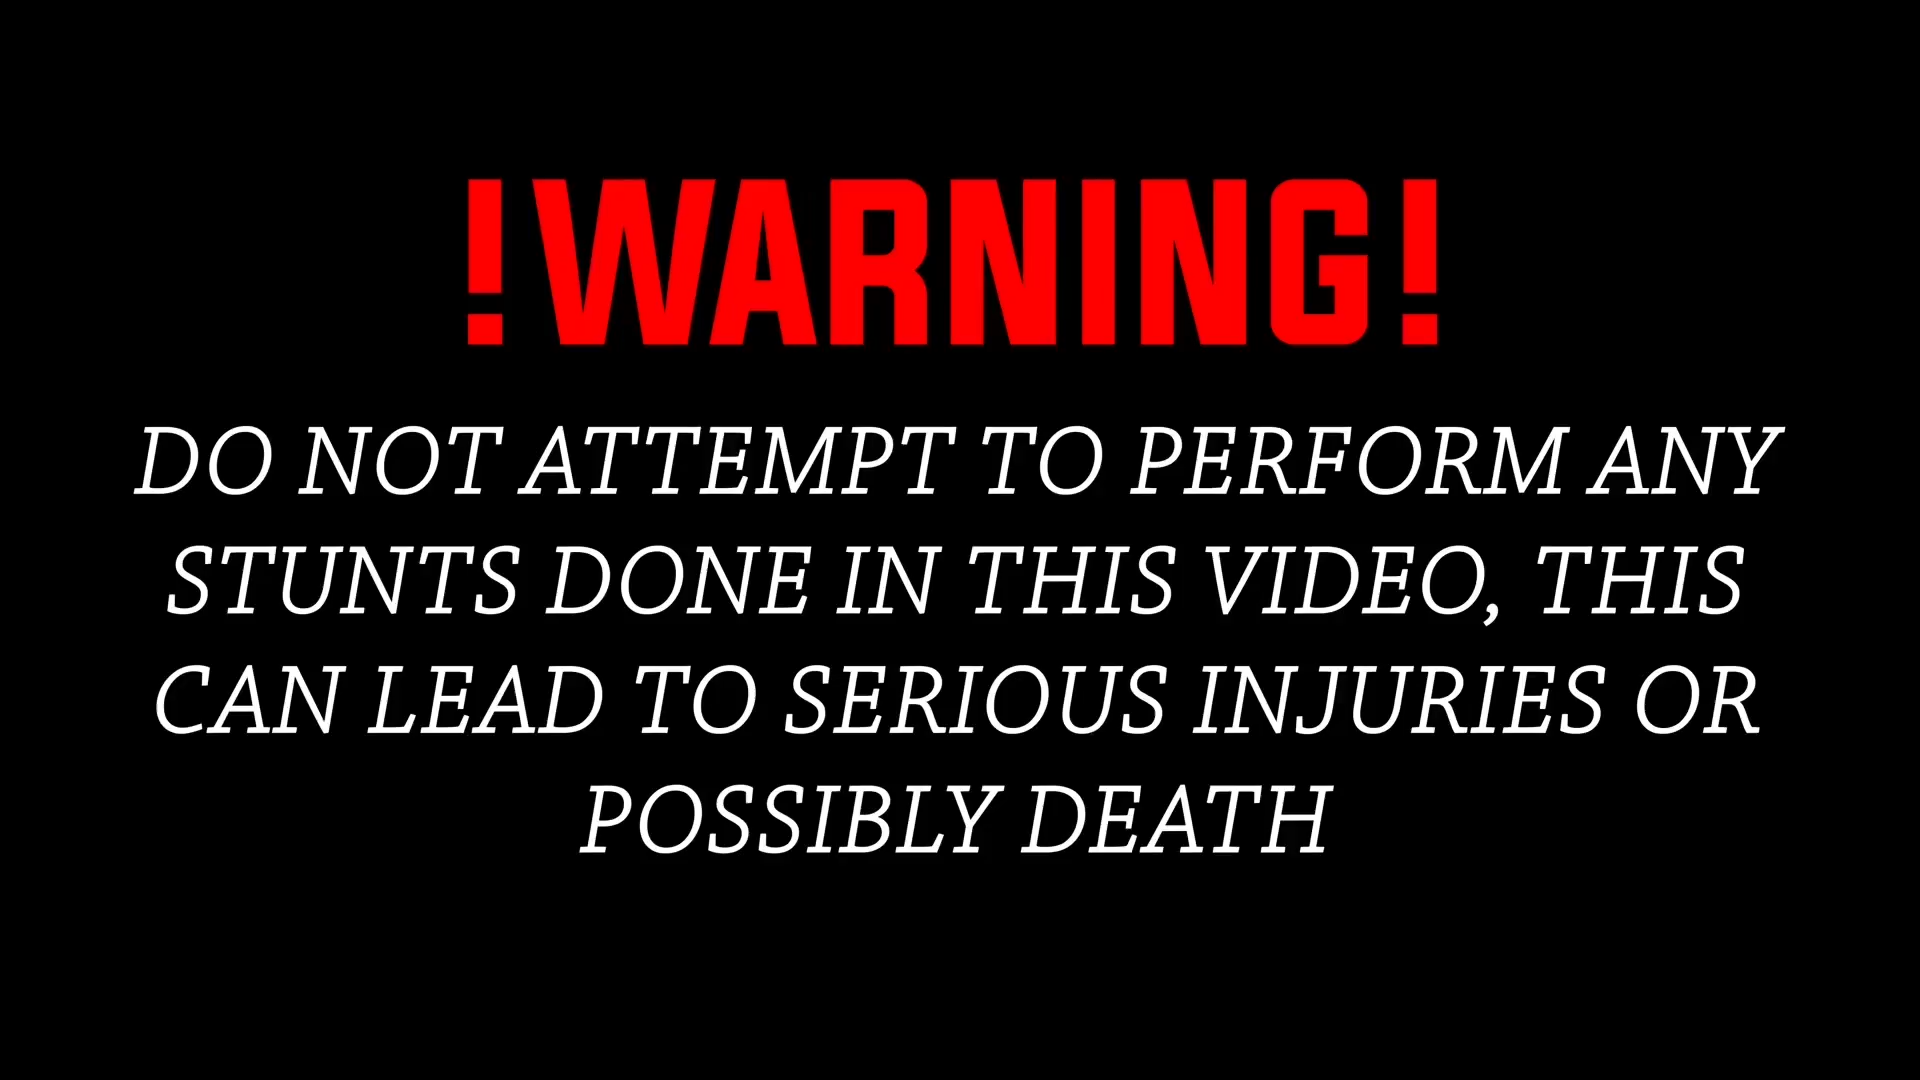 !WARNING!
DO NOT ATTEMPT TO PERFORM ANY
STUNTS DONE IN THIS VIDEO, THIS
CAN LEAD TO SERIOUS INJURIES OR
POSSIBLY DEATH